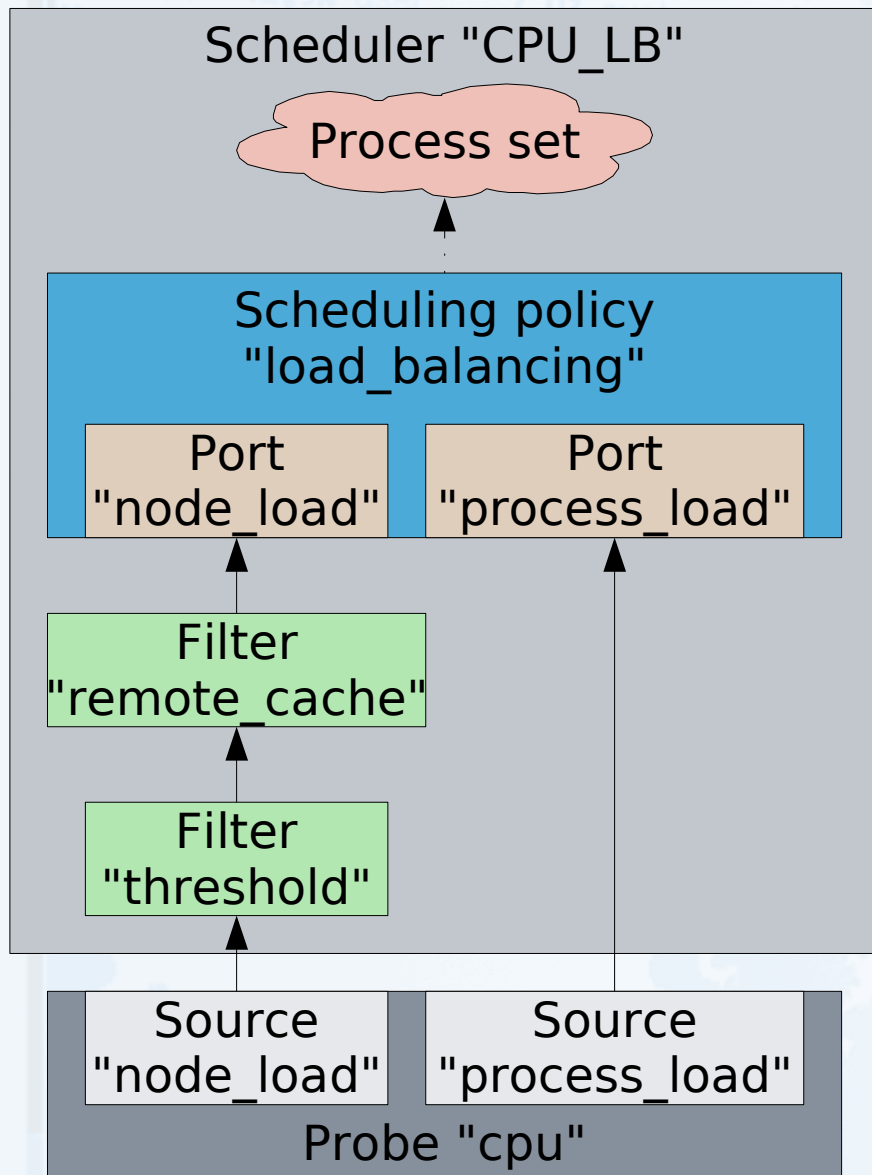 Scheduler "CPU_LB"
Process set
Scheduling policy
"load_balancing"
Port
"node_load"
Port
"process_load"
Filter
"remote_cache"
Filter
"threshold"
Source
"node_load"
Source
"process_load"
Probe "cpu"